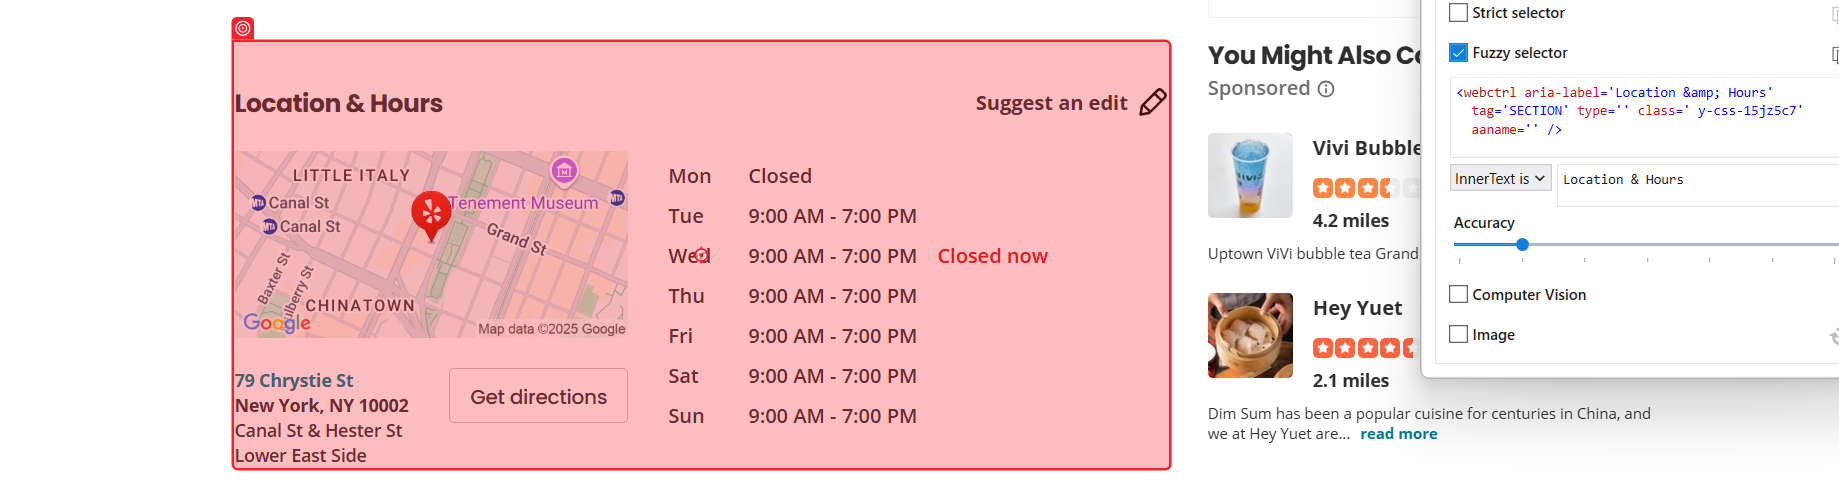 Location & Hours
Suggest an edit
LITTLE ITALY
MTA Canal St
MTA Canal St
Tenement Museum
MTA
Grand St
Baxter St
ulberry St
CHINATOWN
Google
Map data ©2025 Google
79 Chrystie St
New York, NY 10002
Canal St & Hester St
Lower East Side
Get directions
Mon Closed
Tue 9:00 AM - 7:00 PM
Wed 9:00 AM - 7:00 PM Closed now
Thu 9:00 AM - 7:00 PM
Fri 9:00 AM - 7:00 PM
Sat 9:00 AM - 7:00 PM
Sun 9:00 AM - 7:00 PM
You Might Also Co
Sponsored
Vivi Bubble
4.2 miles
Uptown ViVi bubble tea Grand
Hey Yuet
2.1 miles
Dim Sum has been a popular cuisine for centuries in China, and
we at Hey Yuet are... read more
Strict selector
Fuzzy selector
<webctrl aria-label='Location &amp; Hours'
tag='SECTION' type='' class=' y-css-15jz5c7'
aaname='' />
InnerText is
Location & Hours
Accuracy
Computer Vision
Image